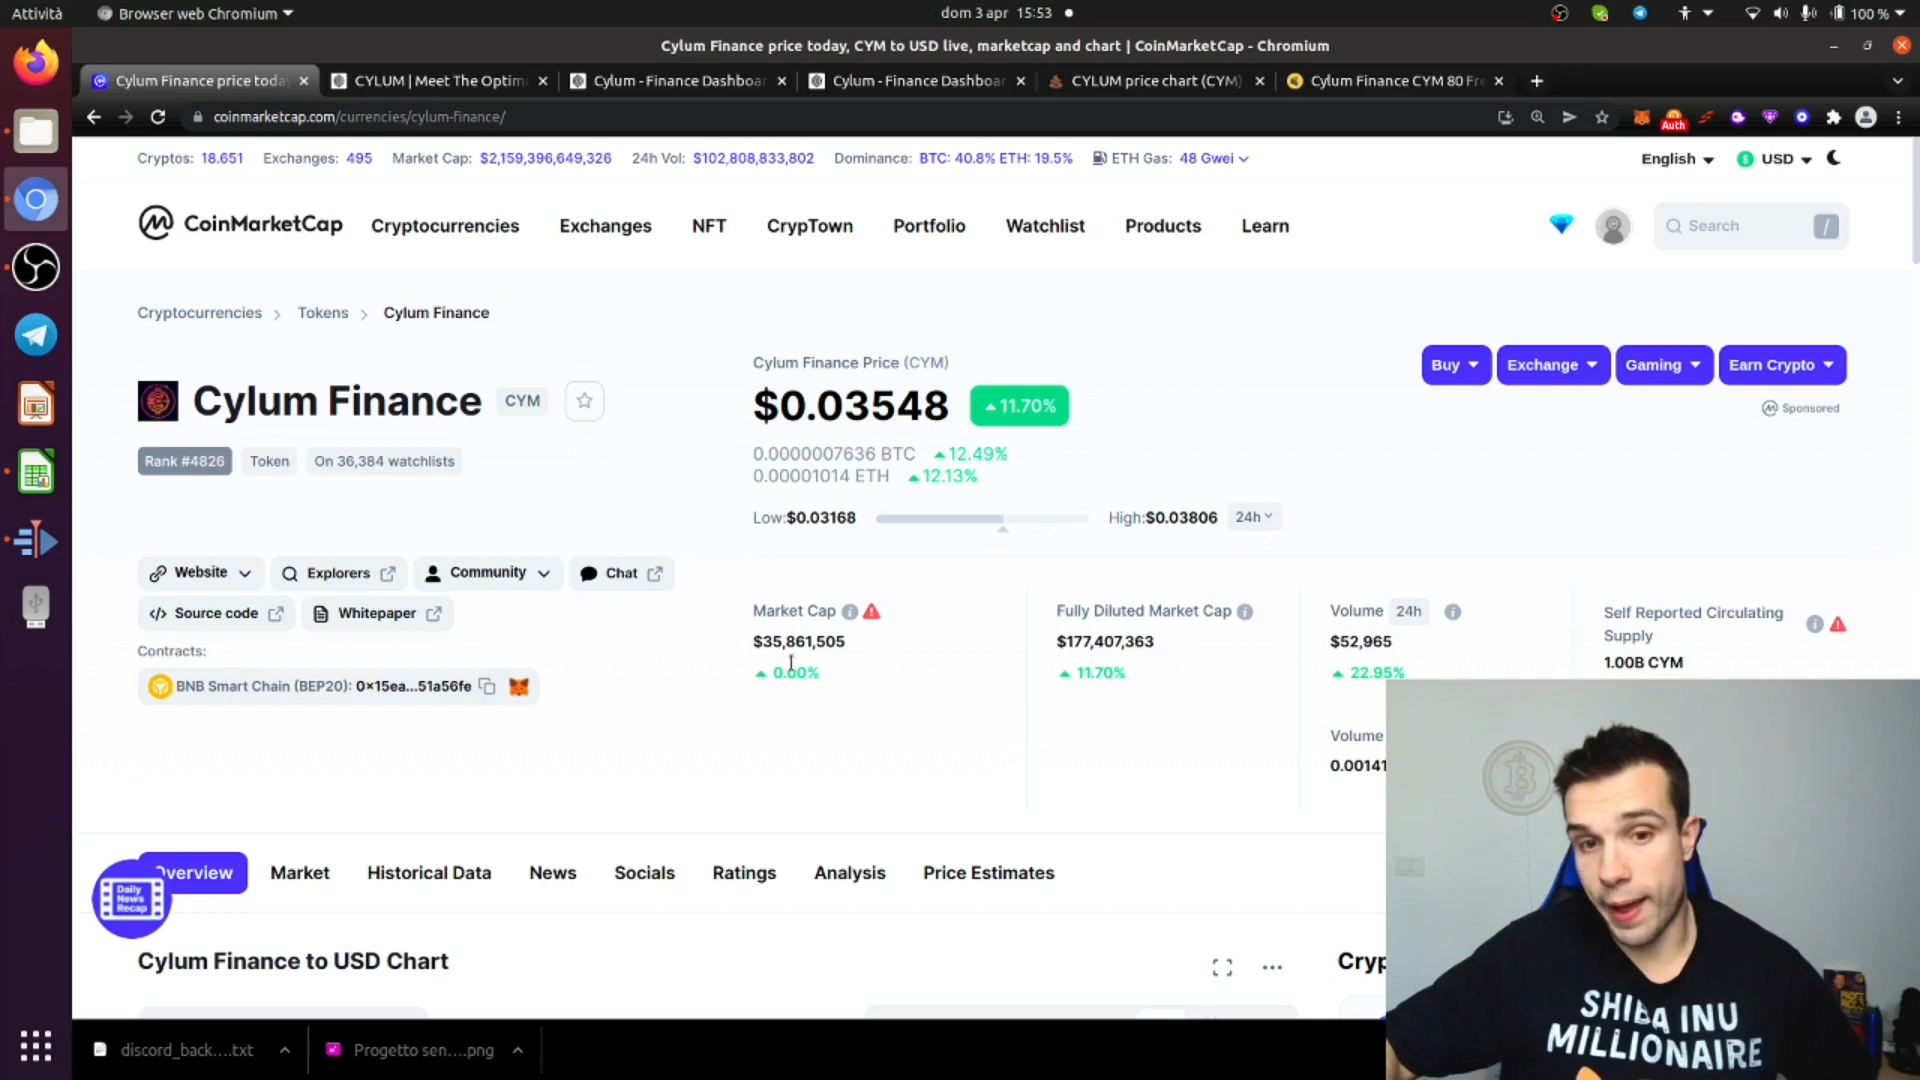 Attività
Browser web Chromium
dom 3 apr 15:53
100 %
Cylum Finance price today, CYM to USD live, marketcap and chart | CoinMarketCap - Chromium
Cylum Finance price toda
CYLUM | Meet The Optim
Cylum - Finance Dashboar
Cylum - Finance Dashboar
CYLUM price chart (CYM)
Cylum Finance CYM 80 Fre
coinmarketcap.com/currencies/cylum-finance/
Auth
Cryptos: 18.651 Exchanges: 495 Market Cap: $2,159,396,649,326 24h Vol: $102,808,833,802 Dominance: BTC: 40.8% ETH: 19.5% ETH Gas: 48 Gwei
English USD
CoinMarketCap Cryptocurrencies Exchanges NFT CrypTown Portfolio Watchlist Products Learn
Search /
Cryptocurrencies Tokens Cylum Finance
Cylum Finance CYM
Rank #4826 Token On 36,384 watchlists
Website Explorers Community Chat
Source code Whitepaper
Contracts:
BNB Smart Chain (BEP20): 0x15ea...51a56fe
Cylum Finance Price (CYM)
$0.03548 11.70%
0.0000007636 BTC 12.49%
0.00001014 ETH 12.13%
Low:$0.03168 High:$0.03806 24h
Buy Exchange Gaming Earn Crypto
Sponsored
Market Cap
$35,861,505
0.00%
Fully Diluted Market Cap
$177,407,363
11.70%
Volume 24h
$52,965
22.95%
Volume
0.00141
Self Reported Circulating
Supply
1.00B CYM
Overview Market Historical Data News Socials Ratings Analysis Price Estimates
Daily
News
Recap
Cylum Finance to USD Chart
Cryp
discord_back....txt
Progetto sen....png
SHIBA INU
MILLIONAIRE